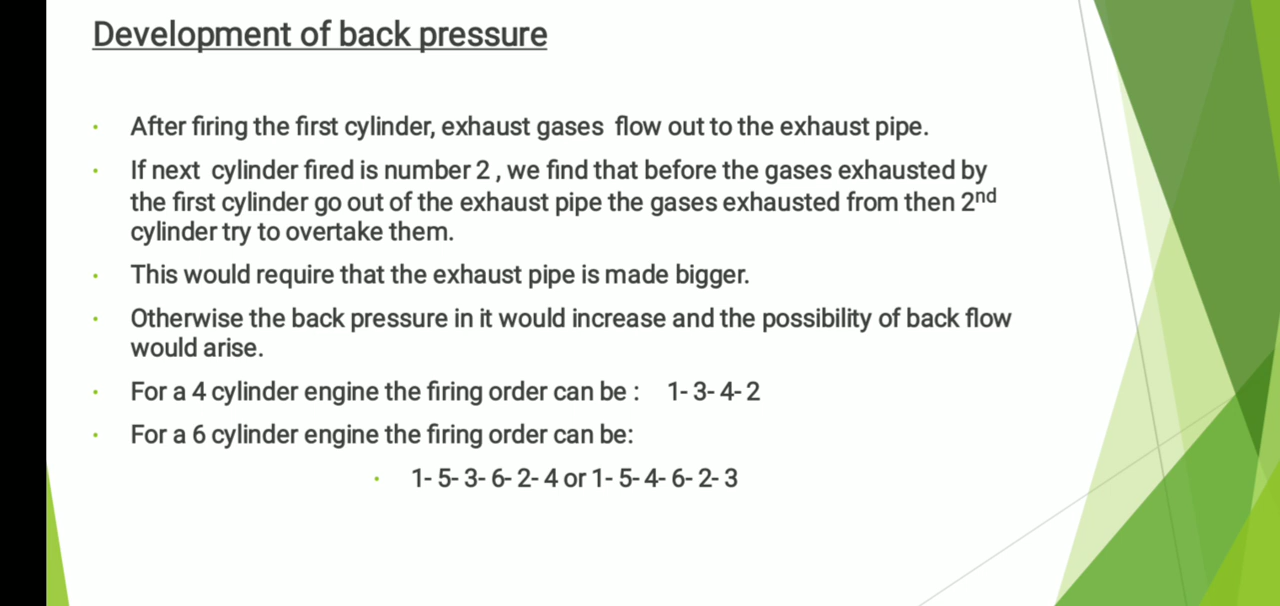 Development of back pressure
• After firing the first cylinder, exhaust gases flow out to the exhaust pipe.
• If next cylinder fired is number 2 , we find that before the gases exhausted by
the first cylinder go out of the exhaust pipe the gases exhausted from then 2nd
cylinder try to overtake them.
• This would require that the exhaust pipe is made bigger.
• Otherwise the back pressure in it would increase and the possibility of back flow
would arise.
• For a 4 cylinder engine the firing order can be : 1- 3- 4- 2
• For a 6 cylinder engine the firing order can be:
• 1- 5- 3- 6- 2- 4 or 1- 5- 4- 6- 2- 3